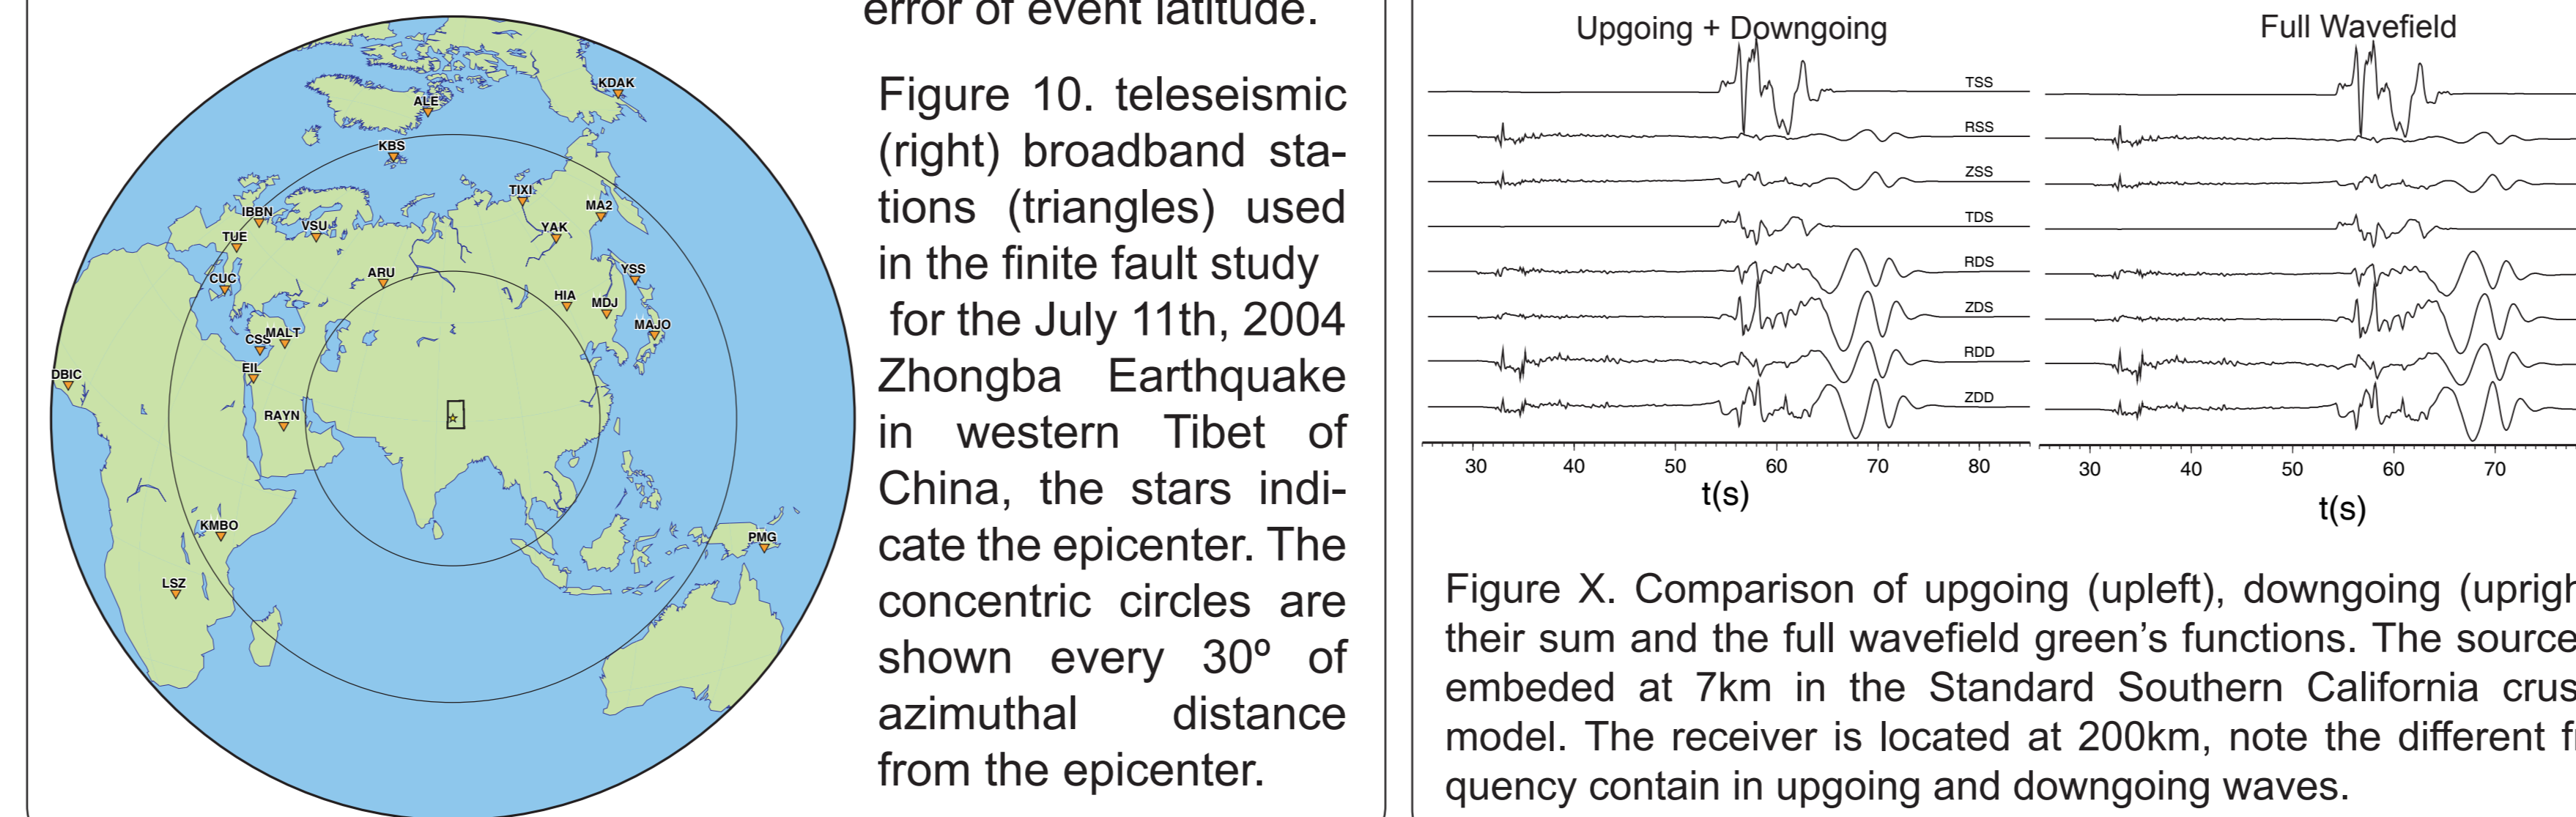 error of event latitude.
KDAK
ALE
KBS
TIXI
MA2
IBBN
VSU
YAK
TUE
ARU
YSS
CUC
HIA
MDJ
MAJO
MALT
CSS
EIL
DBIC
RAYN
KMBO
PMG
LSZ
Figure 10. teleseismic
(right) broadband sta-
tions (triangles) used
in the finite fault study
for the July 11th, 2004
Zhongba Earthquake
in western Tibet of
China, the stars indi-
cate the epicenter. The
concentric circles are
shown every 30º of
azimuthal distance
from the epicenter.
Upgoing + Downgoing
TSS
RSS
ZSS
TDS
RDS
ZDS
RDD
ZDD
30 40 50 60 70 80
t(s)
Full Wavefield
30 40 50 60 70
t(s)
Figure X. Comparison of upgoing (upleft), downgoing (uprigh
their sum and the full wavefield green’s functions. The source
embeded at 7km in the Standard Southern California crus
model. The receiver is located at 200km, note the different fr
quency contain in upgoing and downgoing waves.